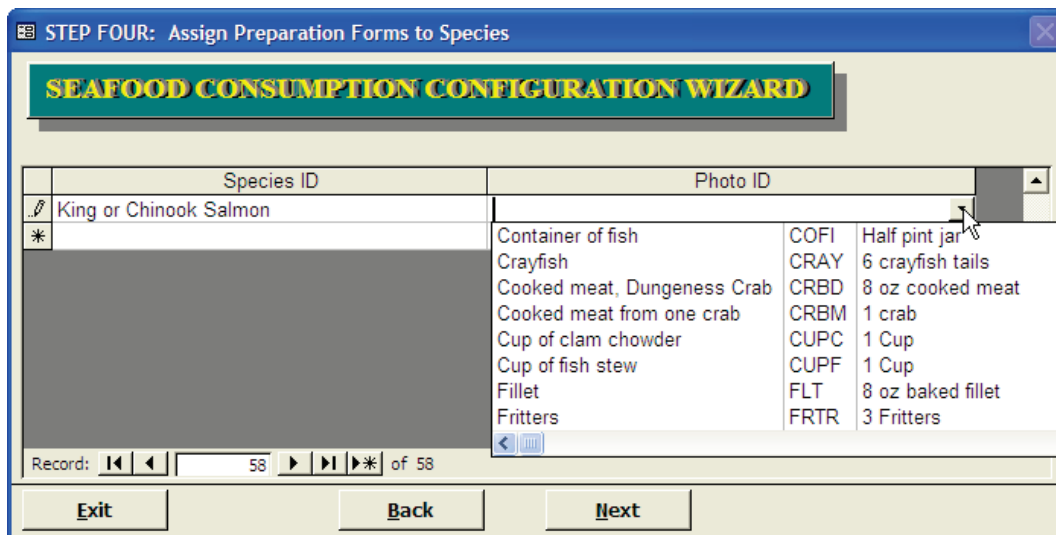 STEP FOUR: Assign Preparation Forms to Species
SEAFOOD CONSUMPTION CONFIGURATION WIZARD
Species ID Photo ID
King or Chinook Salmon
Container of fish COFI Half pint jar
Crayfish CRAY 6 crayfish tails
Cooked meat, Dungeness Crab CRBD 8 oz cooked meat
Cooked meat from one crab CRBM 1 crab
Cup of clam chowder CUPC 1 Cup
Cup of fish stew CUPF 1 Cup
Fillet FLT 8 oz baked fillet
Fritters FRTR 3 Fritters
Record: 58 of 58
Exit Back Next